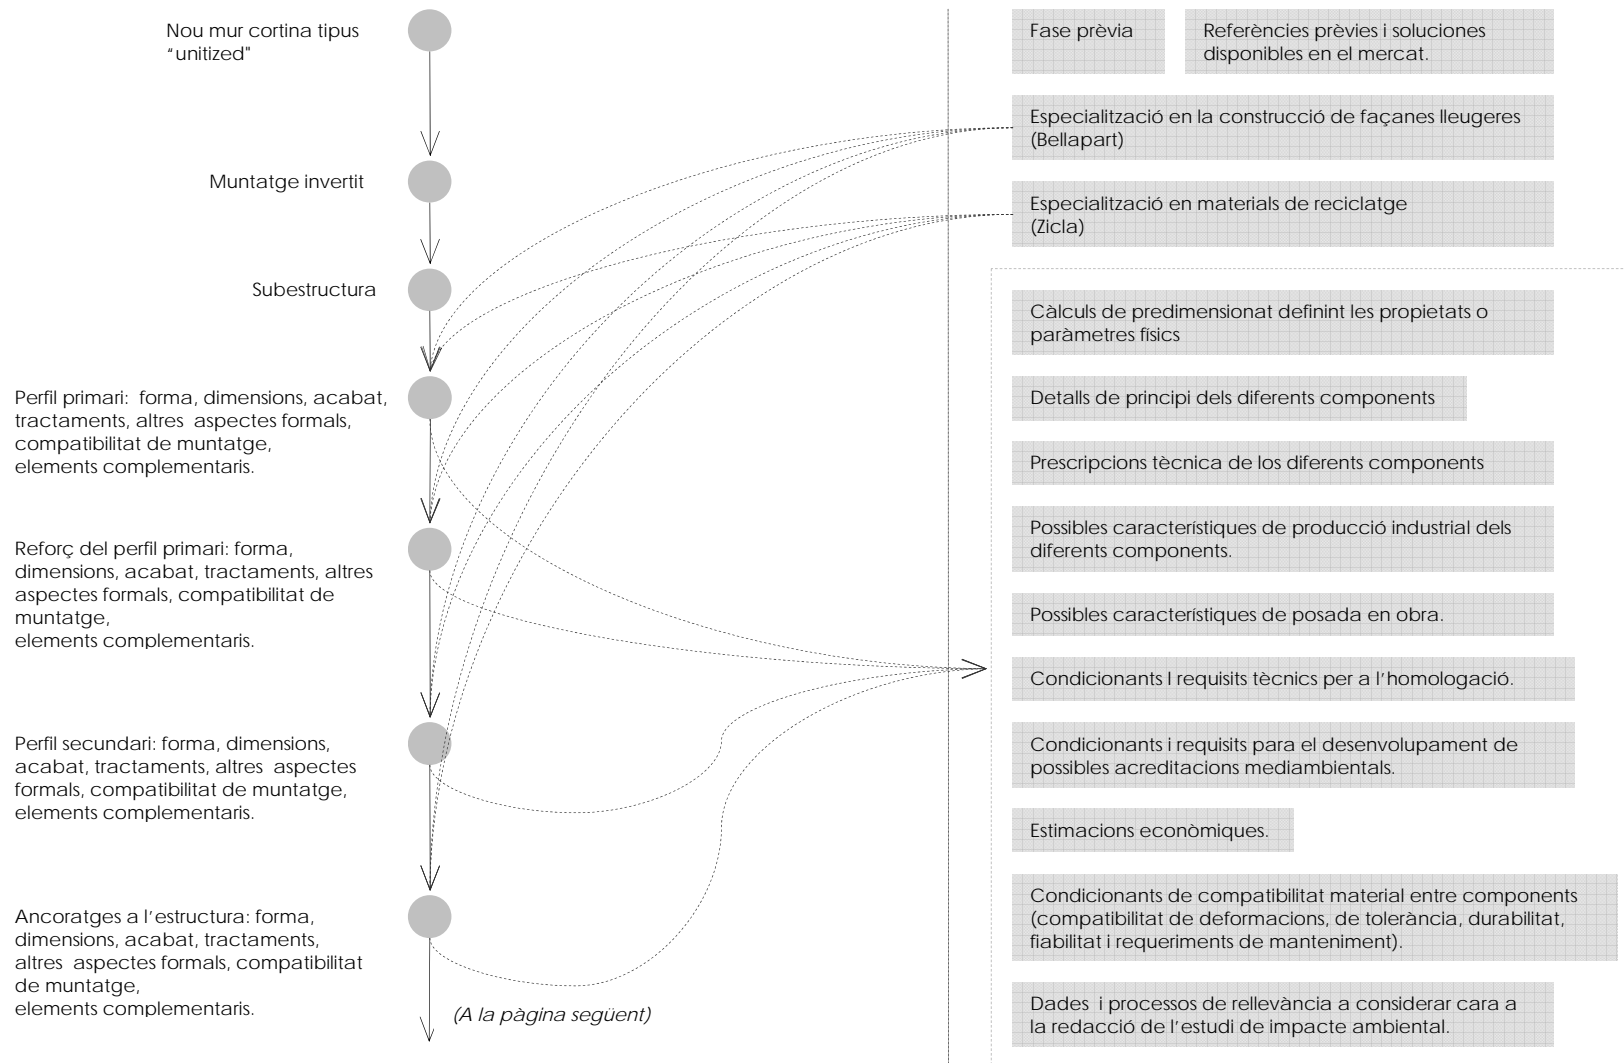 Nou mur cortina tipus
“unitized"
Muntatge invertit
Subestructura
Perfil primari:  forma, dimensions, acabat,
tractaments, altres  aspectes formals,
compatibilitat de muntatge,
elements complementaris.
Reforç del perfil primari: forma,
dimensions, acabat, tractaments, altres
aspectes formals, compatibilitat de
muntatge,
elements complementaris.
Perfil secundari: forma, dimensions,
acabat, tractaments, altres  aspectes
formals, compatibilitat de muntatge,
elements complementaris.
Ancoratges a l’estructura: forma,
dimensions, acabat, tractaments,
altres  aspectes formals, compatibilitat
de muntatge,
elements complementaris.
(A la pàgina següent)
Fase prèvia
Referències prèvies i soluciones
disponibles en el mercat.
Especialització en la construcció de façanes lleugeres
(Bellapart)
Especialització en materials de reciclatge
(Zicla)
Càlculs de predimensionat definint les propietats o
paràmetres físics
Detalls de principi dels diferents components
Prescripcions tècnica de los diferents components
Possibles característiques de producció industrial dels
diferents components.
Possibles característiques de posada en obra.
Condicionants I requisits tècnics per a l’homologació.
Condicionants i requisits para el desenvolupament de
possibles acreditacions mediambientals.
Estimacions econòmiques.
Condicionants de compatibilitat material entre components
(compatibilitat de deformacions, de tolerància, durabilitat,
fiabilitat i requeriments de manteniment).
Dades  i processos de rellevància a considerar cara a
la redacció de l’estudi de impacte ambiental.